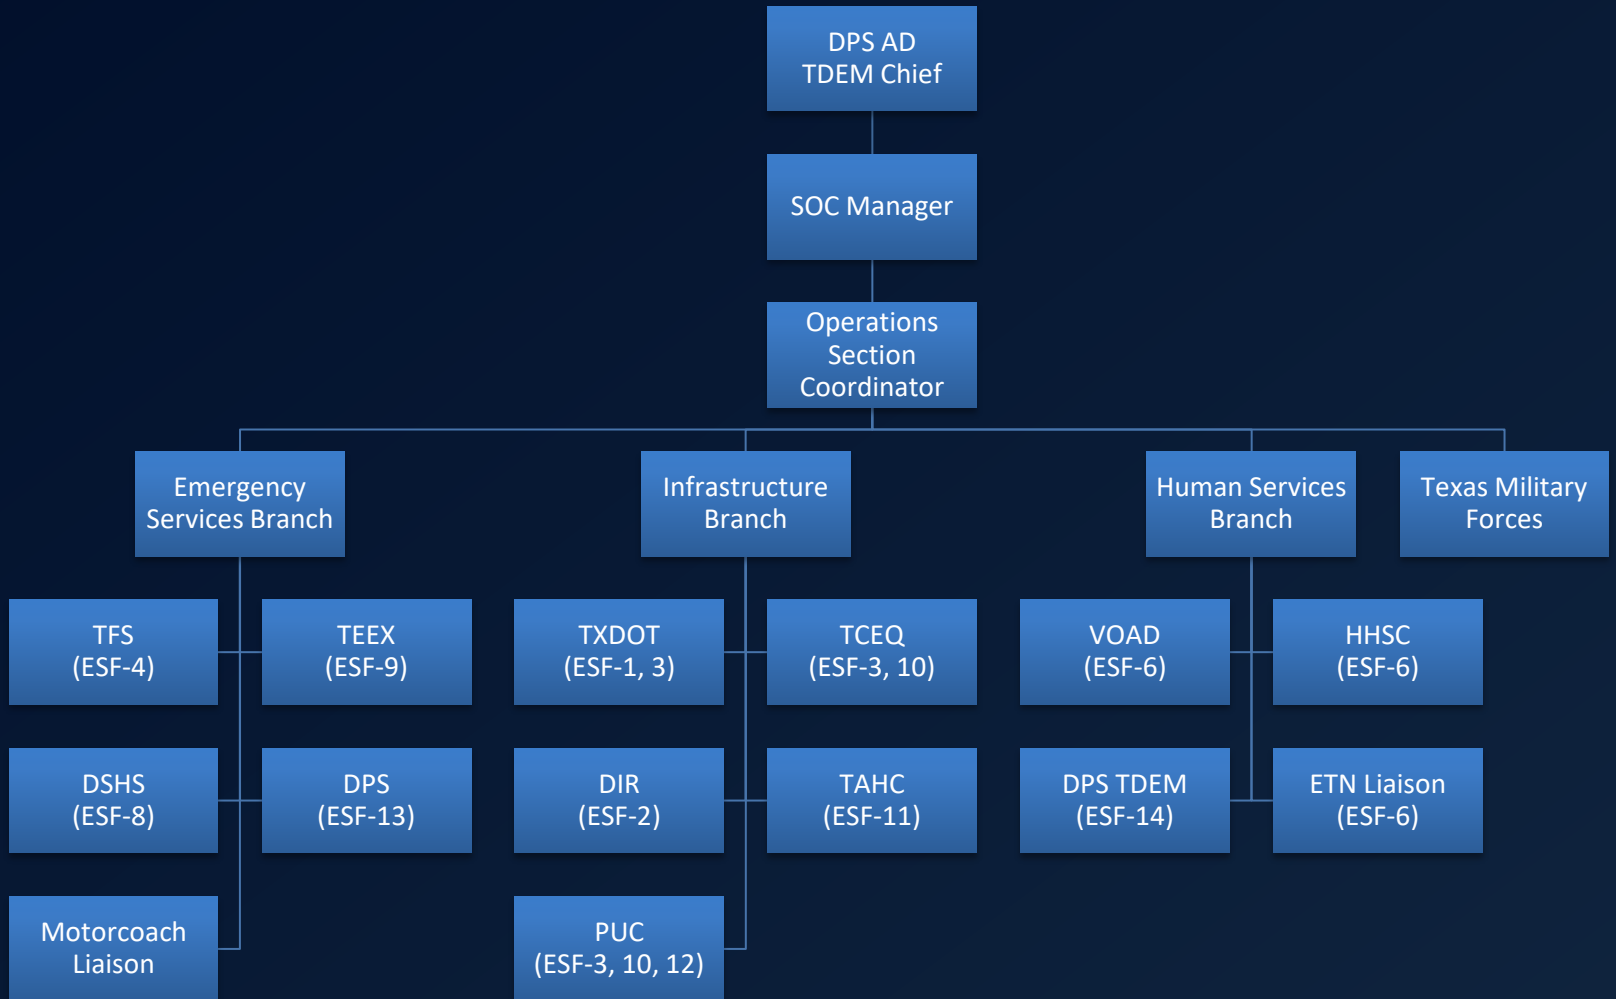 DPS AD
TDEM Chief
SOC Manager
Operations
Section
Coordinator
Emergency
Services Branch
Infrastructure
Branch
Human Services
Branch
Texas Military
Forces
TFS
(ESF-4)
TEEX
(ESF-9)
TXDOT
(ESF-1, 3)
TCEQ
(ESF-3, 10)
VOAD
(ESF-6)
HHSC
(ESF-6)
DSHS
(ESF-8)
DPS
(ESF-13)
DIR
(ESF-2)
TAHC
(ESF-11)
DPS TDEM
(ESF-14)
ETN Liaison
(ESF-6)
Motorcoach
Liaison
PUC
(ESF-3, 10, 12)